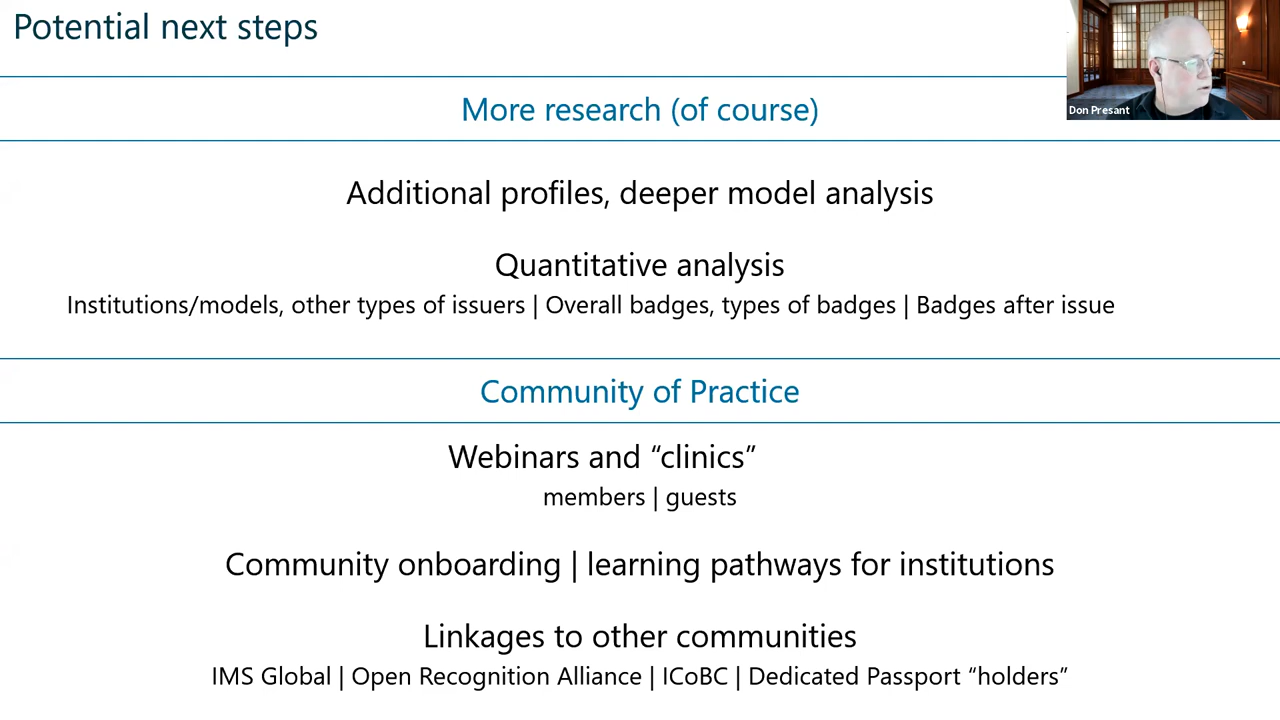 Potential next steps
Don Presant
More research (of course)
Additional profiles, deeper model analysis
Quantitative analysis
Institutions/models, other types of issuers | Overall badges, types of badges | Badges after issue
Community of Practice
Webinars and “clinics”
members | guests
Community onboarding | learning pathways for institutions
Linkages to other communities
IMS Global | Open Recognition Alliance | ICoBC | Dedicated Passport “holders”